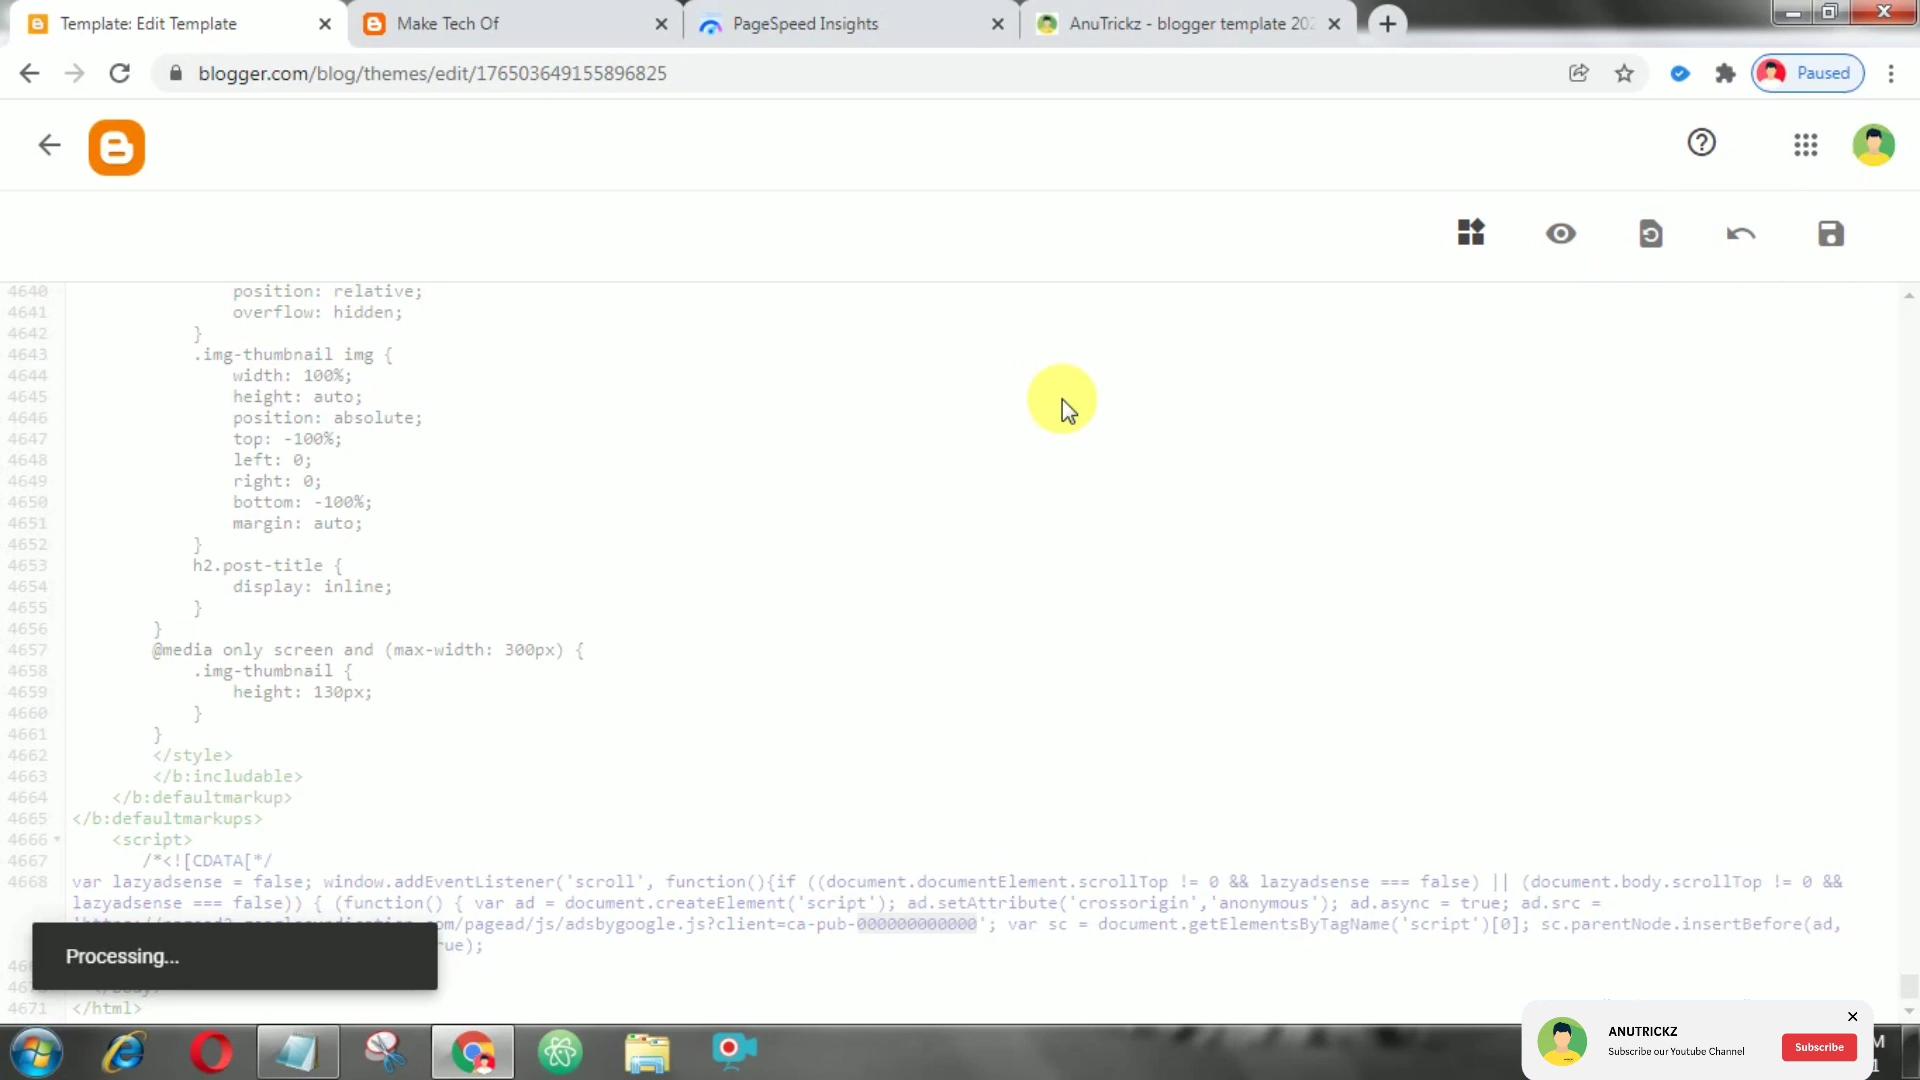 Template: Edit Template
Make Tech Of
PageSpeed Insights
AnuTrickz - blogger template 202
blogger.com/blog/themes/edit/176503649155896825
Paused
4640 position: relative;
4641 overflow: hidden;
4642 }
4643 .img-thumbnail img {
4644 width: 100%;
4645 height: auto;
4646 position: absolute;
4647 top: -100%;
4648 left: 0;
4649 right: 0;
4650 bottom: -100%;
4651 margin: auto;
4652 }
4653 h2.post-title {
4654 display: inline;
4655 }
4656 }
4657 @media only screen and (max-width: 300px) {
4658 .img-thumbnail {
4659 height: 130px;
4660 }
4661 }
4662 </style>
4663 </b:includable>
4664 </b:defaultmarkup>
4665 </b:defaultmarkups>
4666 <script>
4667 /*<![CDATA[*/
4668 var lazyadsense = false; window.addEventListener('scroll', function(){if ((document.documentElement.scrollTop != 0 && lazyadsense === false) || (document.body.scrollTop != 0 &&
lazyadsense === false)) { (function() { var ad = document.createElement('script'); ad.setAttribute('crossorigin','anonymous'); ad.async = true; ad.src =
om/pagead/js/adsbygoogle.js?client=ca-pub-000000000000'; var sc = document.getElementsByTagName('script')[0]; sc.parentNode.insertBefore(ad,
rue);
Processing...
4671 </html>
ANUTRICKZ
Subscribe our Youtube Channel
Subscribe